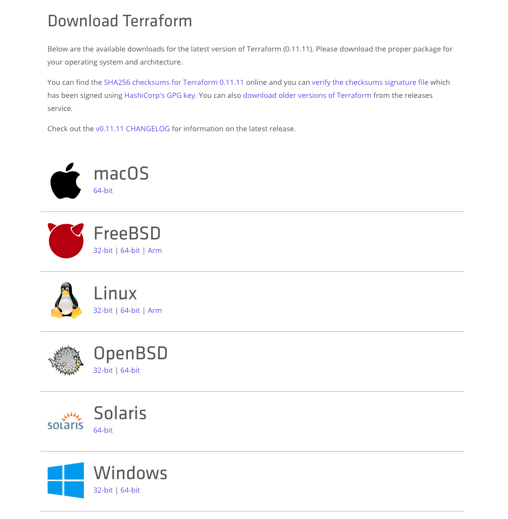 Download Terraform
Below are the available downloads for the latest version of Terraform (0.11.11). Please download the proper package for
your operating system and architecture.
You can find the SHA256 checksums for Terraform 0.11.11 online and you can verify the checksums signature file which
has been signed using HashiCorp's GPG key. You can also download older versions of Terraform from the releases
service.
Check out the v0.11.11 CHANGELOG for information on the latest release.
macOS
64-bit
FreeBSD
32-bit | 64-bit | Arm
Linux
32-bit | 64-bit | Arm
OpenBSD
32-bit | 64-bit
solaris
Solaris
64-bit
Windows
32-bit | 64-bit